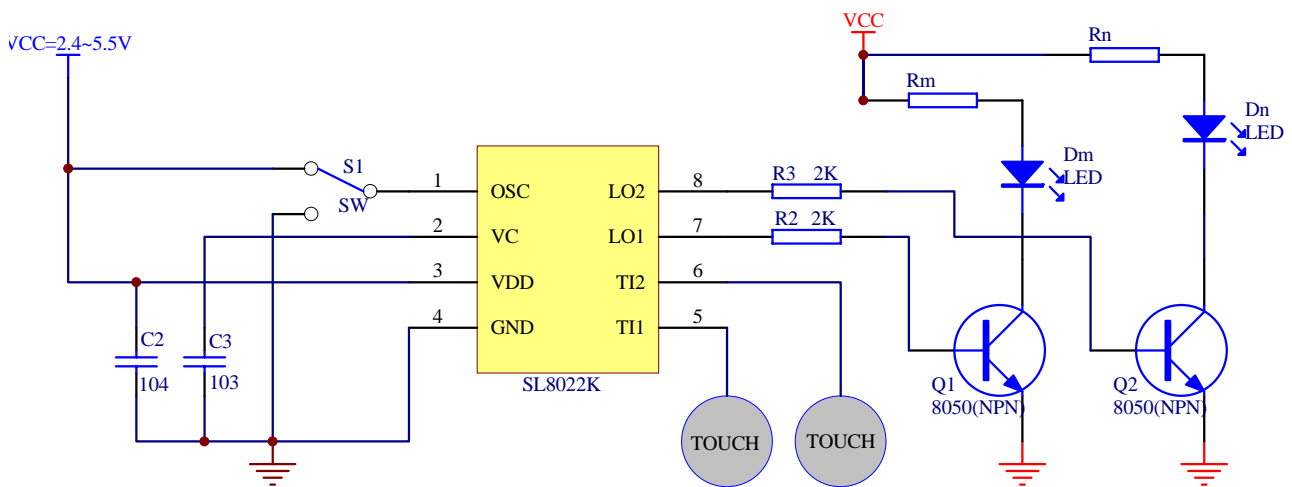 VCC=2.4~5.5V
S1
SW
C2
104
C3
103
1
2
3
4
OSC
VC
VDD
GND
LO2
LO1
TI2
TI1
8
7
6
5
SL8022K
R3 2K
R2 2K
TOUCH
TOUCH
VCC
Rm
Rn
Dm
LED
Dn
LED
Q1
8050(NPN)
Q2
8050(NPN)